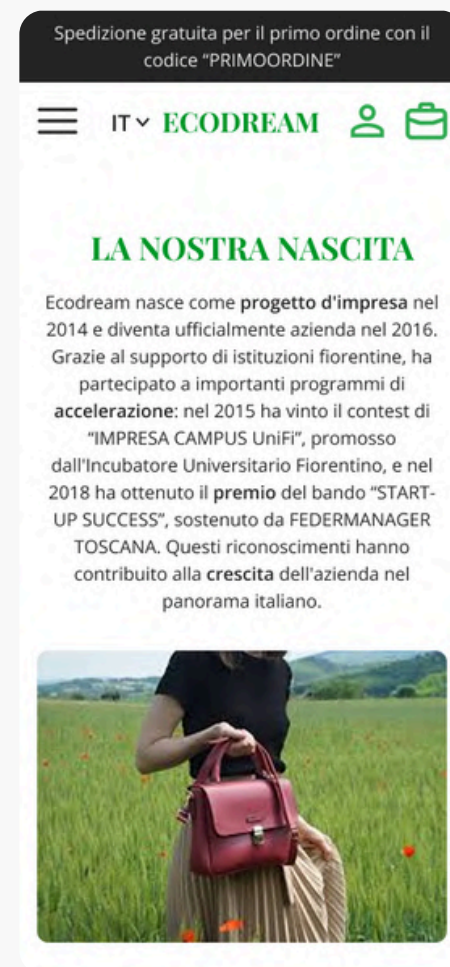 Spedizione gratuita per il primo ordine con il
codice “PRIMOORDINE”
IT ECODREAM
LA NOSTRA NASCITA
Ecodream nasce come progetto d'impresa nel
2014 e diventa ufficialmente azienda nel 2016.
Grazie al supporto di istituzioni fiorentine, ha
partecipato a importanti programmi di
accelerazione: nel 2015 ha vinto il contest di
“IMPRESA CAMPUS UniFi”, promosso
dall'Incubatore Universitario Fiorentino, e nel
2018 ha ottenuto il premio del bando “START-
UP SUCCESS”, sostenuto da FEDERMANAGER
TOSCANA. Questi riconoscimenti hanno
contribuito alla crescita dell'azienda nel
panorama italiano.